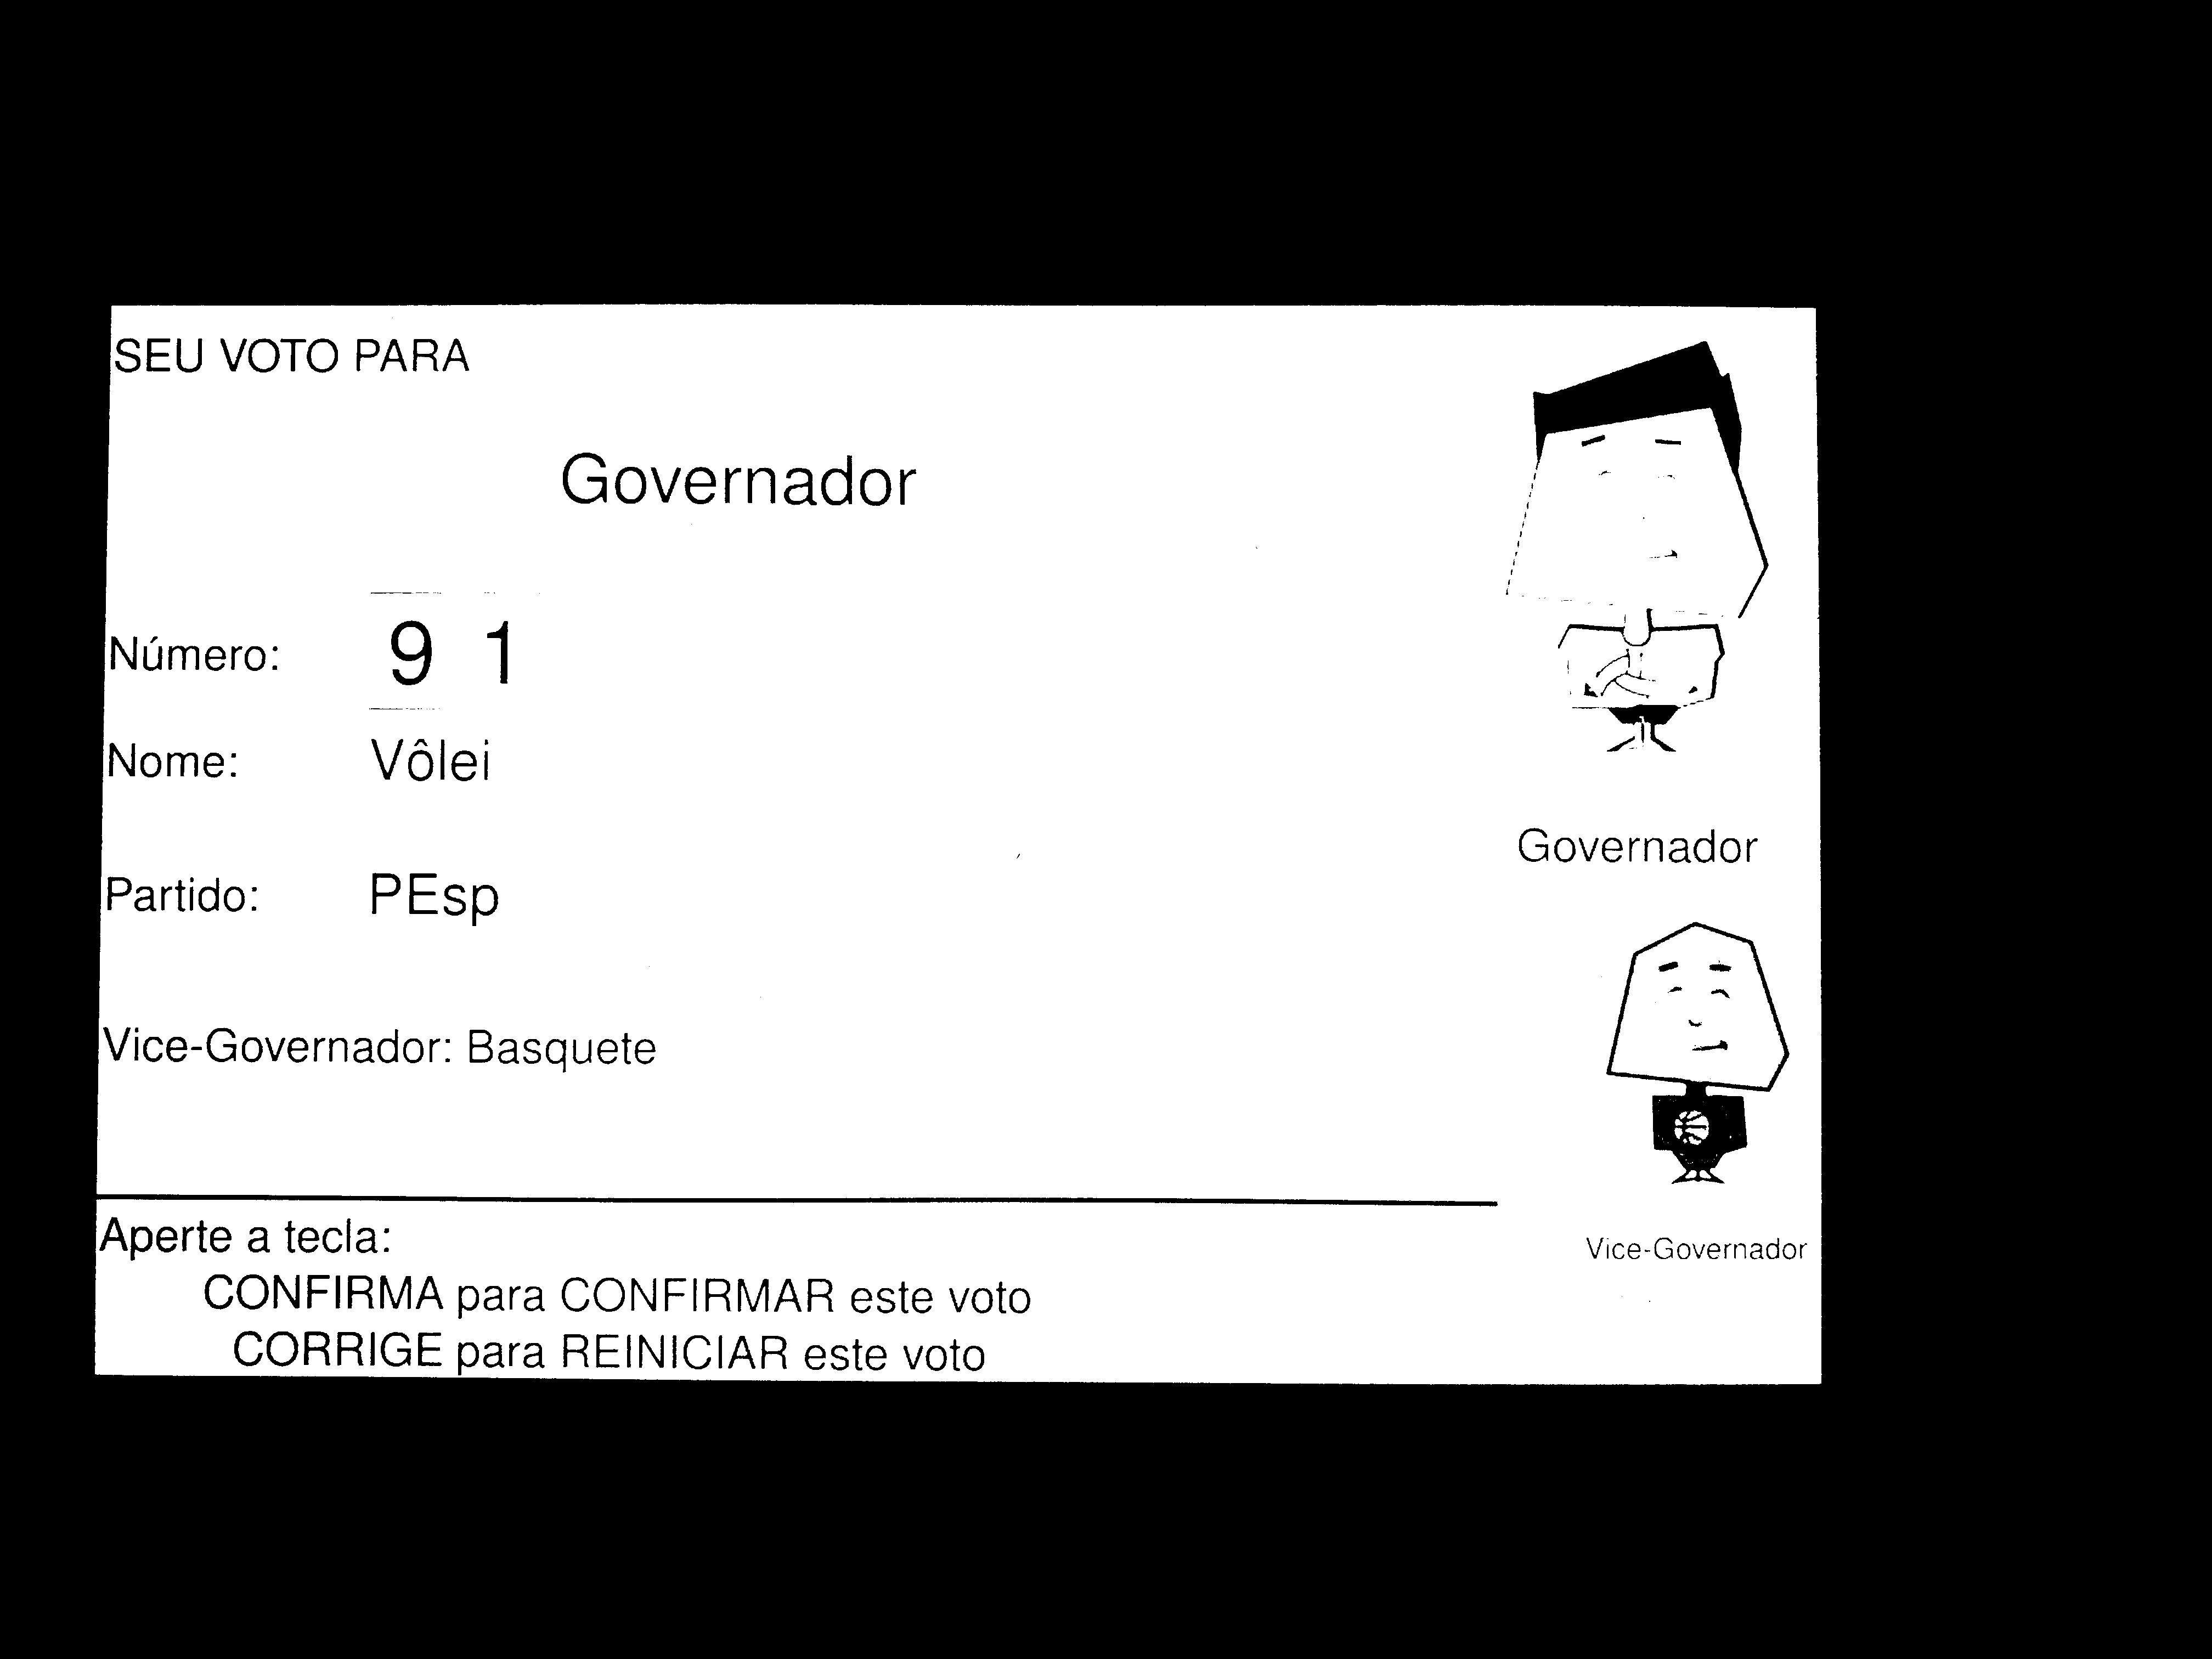 SEU VOTO PARA
Governador
Número: 9 1
Nome: Vôlei
Partido: PEsp
Vice-Governador: Basquete
Governador
Vice-Governador
Aperte a tecla:
CONFIRMA para CONFIRMAR este voto
CORRIGE para REINICIAR este voto